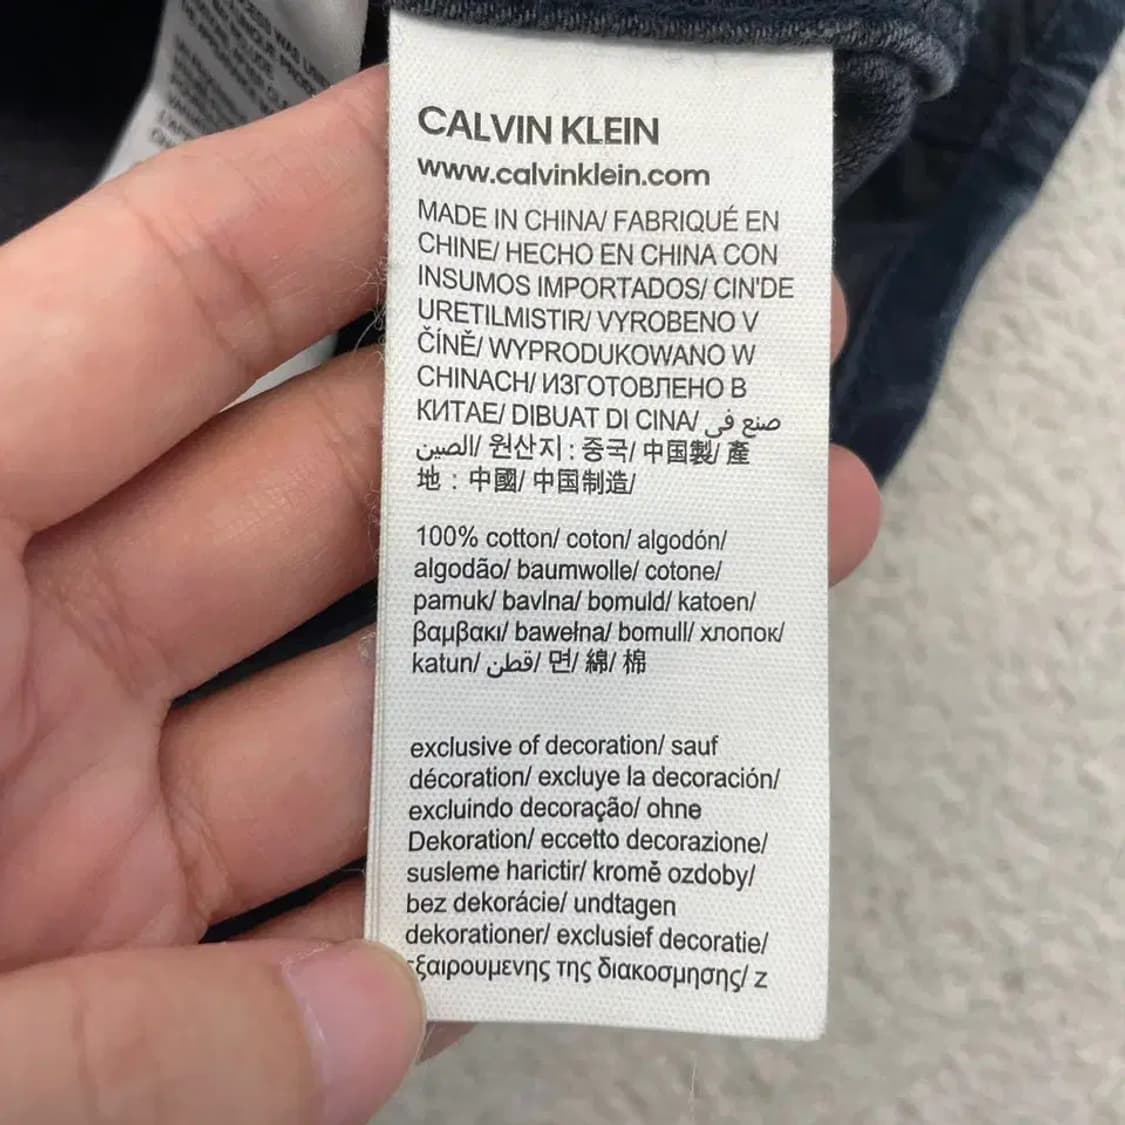 CALVIN KLEIN
www.calvinklein.com
MADE IN CHINA/ FABRIQUÉ EN
CHINE/ HECHO EN CHINA CON
INSUMOS IMPORTADOS/ CIN'DE
URETILMISTIR/ VYROBENO V
ČÍNĚ/ WYPRODUKOWANO W
CHINACH/ ИЗГОТОВЛЕНО В
КИТАЕ/ DIBUAT DI CINA/ صنع في
الصين/ 원산지 : 중국/ 中国製/ 產
地 : 中國/ 中国制造/
100% cotton/ coton/ algodón/
algodão/ baumwolle/ cotone/
pamuk/ bavlna/ bomuld/ katoen/
βαμβακι/ bawełna/ bomull/ хлопок/
katun/ قطن/ 면/ 綿/ 棉
exclusive of decoration/ sauf
décoration/ excluye la decoración/
excluindo decoração/ ohne
Dekoration/ eccetto decorazione/
susleme harictir/ kromě ozdoby/
bez dekorácie/ undtagen
dekorationer/ exclusief decoratie/
εξαιρουμενης της διακοσμησης/ z